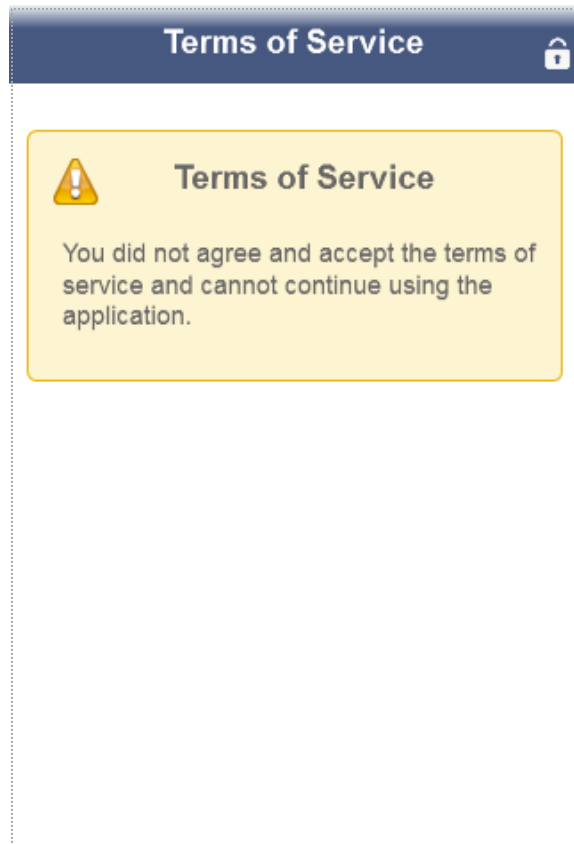 Terms of Service
Terms of Service
You did not agree and accept the terms of
service and cannot continue using the
application.